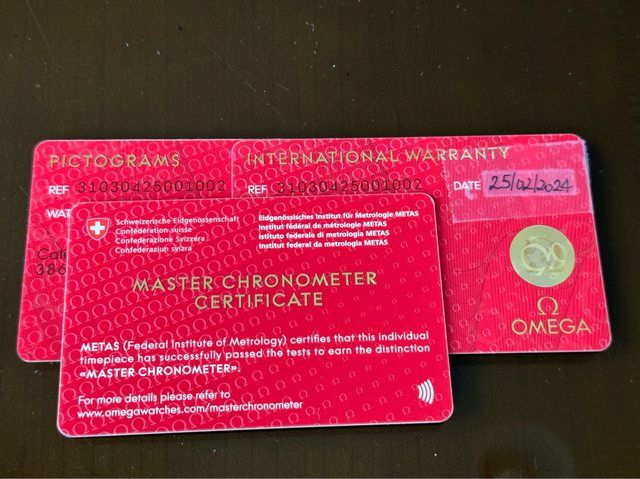 PICTOGRAMS
REF 31030425001002
WAT
Cali
386
INTERNATIONAL WARRANTY
REF 31030425001002
DATE 25/02/2024
Ω
OMEGA
Schweizerische Eidgenossenschaft
Confédération suisse
Confederazione Svizzera
Confederaziun svizra
Eidgenössisches Institut für Metrologie METAS
Institut fédéral de métrologie METAS
Istituto federale di metrologia METAS
Institut federal da metrologia METAS
MASTER CHRONOMETER
CERTIFICATE
METAS (Federal Institute of Metrology) certifies that this individual
timepiece has successfully passed the tests to earn the distinction
«MASTER CHRONOMETER».
For more details please refer to
www.omegawatches.com/masterchronometer